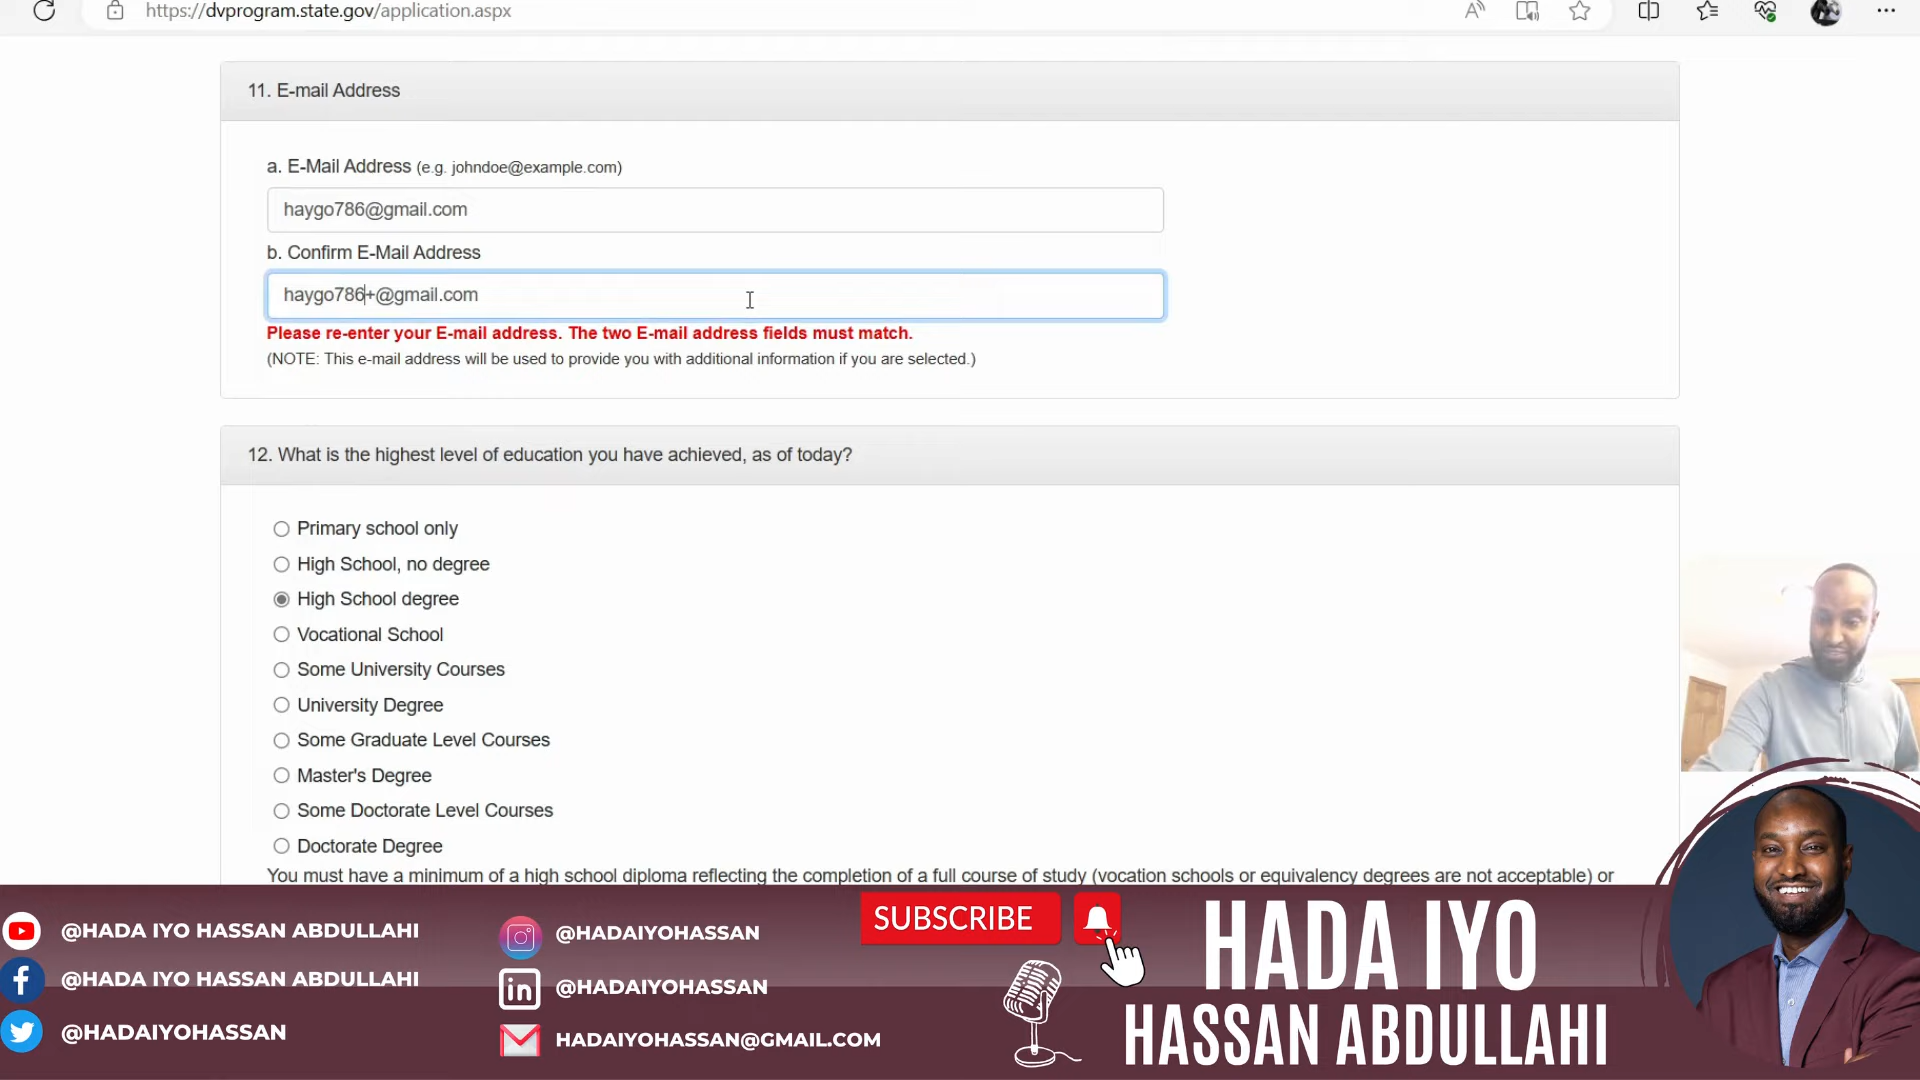 https://dvprogram.state.gov/application.aspx
11. E-mail Address
a. E-Mail Address (e.g. johndoe@example.com)
haygo786@gmail.com
b. Confirm E-Mail Address
haygo786+@gmail.com
Please re-enter your E-mail address. The two E-mail address fields must match.
(NOTE: This e-mail address will be used to provide you with additional information if you are selected.)
12. What is the highest level of education you have achieved, as of today?
Primary school only
High School, no degree
High School degree
Vocational School
Some University Courses
University Degree
Some Graduate Level Courses
Master's Degree
Some Doctorate Level Courses
Doctorate Degree
You must have a minimum of a high school diploma reflecting the completion of a full course of study (vocation schools or equivalency degrees are not acceptable) or
@HADA IYO HASSAN ABDULLAHI
@HADA IYO HASSAN ABDULLAHI
@HADAIYOHASSAN
@HADAIYOHASSAN
@HADAIYOHASSAN
HADAIYOHASSAN@GMAIL.COM
SUBSCRIBE
HADA IYO
HASSAN ABDULLAHI